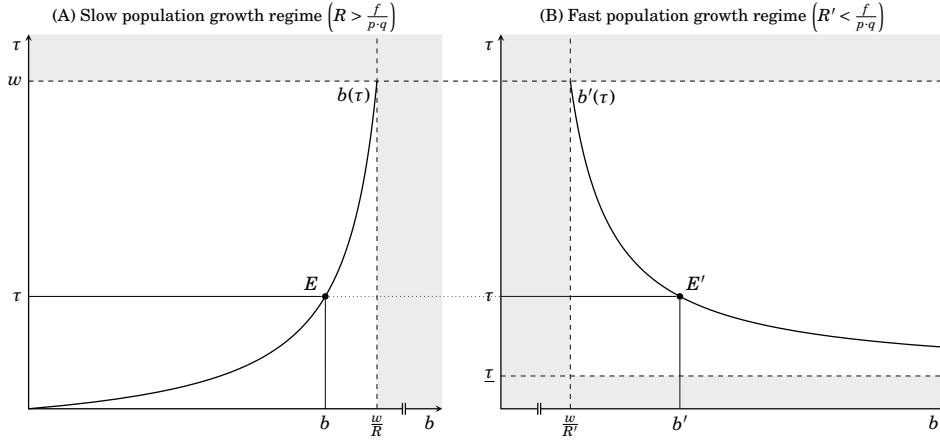 (A) Slow population growth regime (R > f/(p·q))
(B) Fast population growth regime (R′ < f/(p·q))
τ
τ
w
b(τ)
b′(τ)
E
E′
τ
τ
τ̲
b
w/R
b
w/R′
b′
b